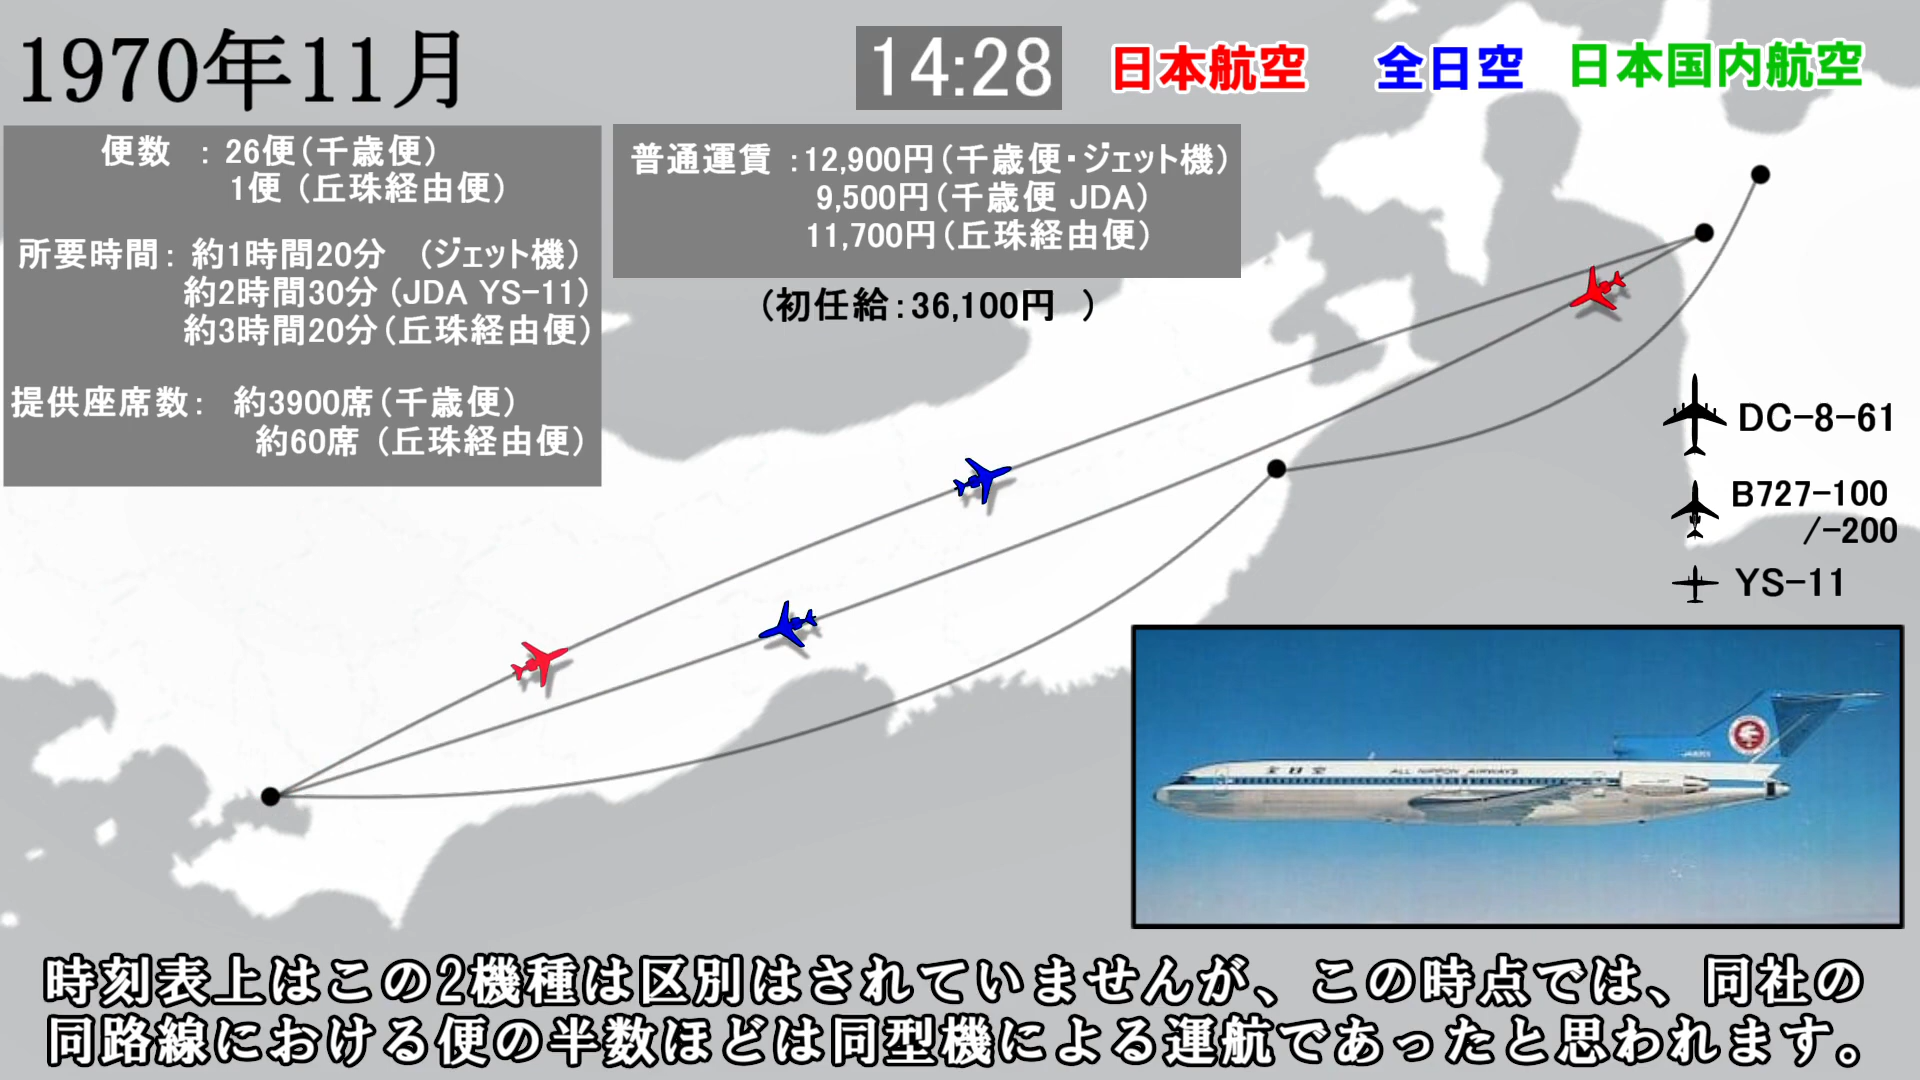 1970年11月
14:28
日本航空
全日空
日本国内航空
便数 : 26便(千歳便)
1便 (丘珠経由便)
所要時間: 約1時間20分 (ジェット機)
約2時間30分 (JDA YS-11)
約3時間20分(丘珠経由便)
提供座席数: 約3900席(千歳便)
約60席 (丘珠経由便)
普通運賃 :12,900円(千歳便・ジェット機)
9,500円(千歳便 JDA)
11,700円(丘珠経由便)
(初任給:36,100円 )
DC-8-61
B727-100
/-200
YS-11
全日空 ALL NIPPON AIRWAYS
時刻表上はこの2機種は区別はされていませんが、この時点では、同社の
同路線における便の半数ほどは同型機による運航であったと思われます。